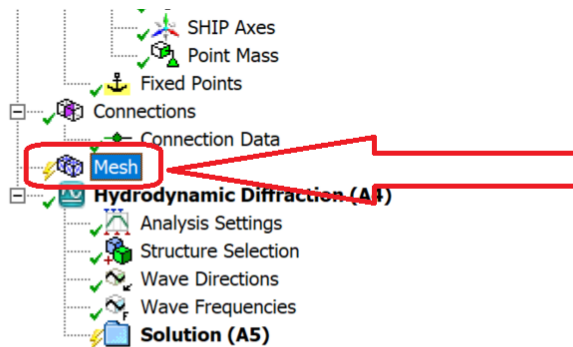 SHIP Axes
Point Mass
Fixed Points
Connections
Connection Data
Mesh
Hydrodynamic Diffraction (A4)
Analysis Settings
Structure Selection
Wave Directions
Wave Frequencies
Solution (A5)